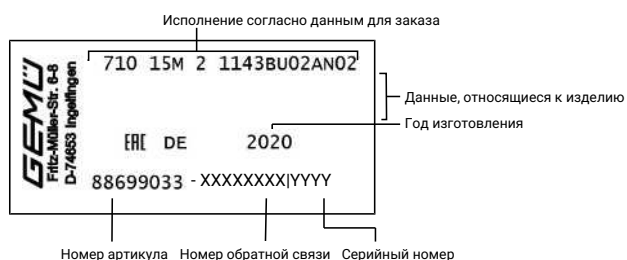 Исполнение согласно данным для заказа
710 15M 2 1143BU02AN02
GEMÜ
Fritz-Müller-Str. 6-8
D-74653 Ingelfingen
Данные, относящиеся к изделию
Год изготовления
EAC DE 2020
88699033 - XXXXXXXX|YYYY
Номер артикула Номер обратной связи Серийный номер